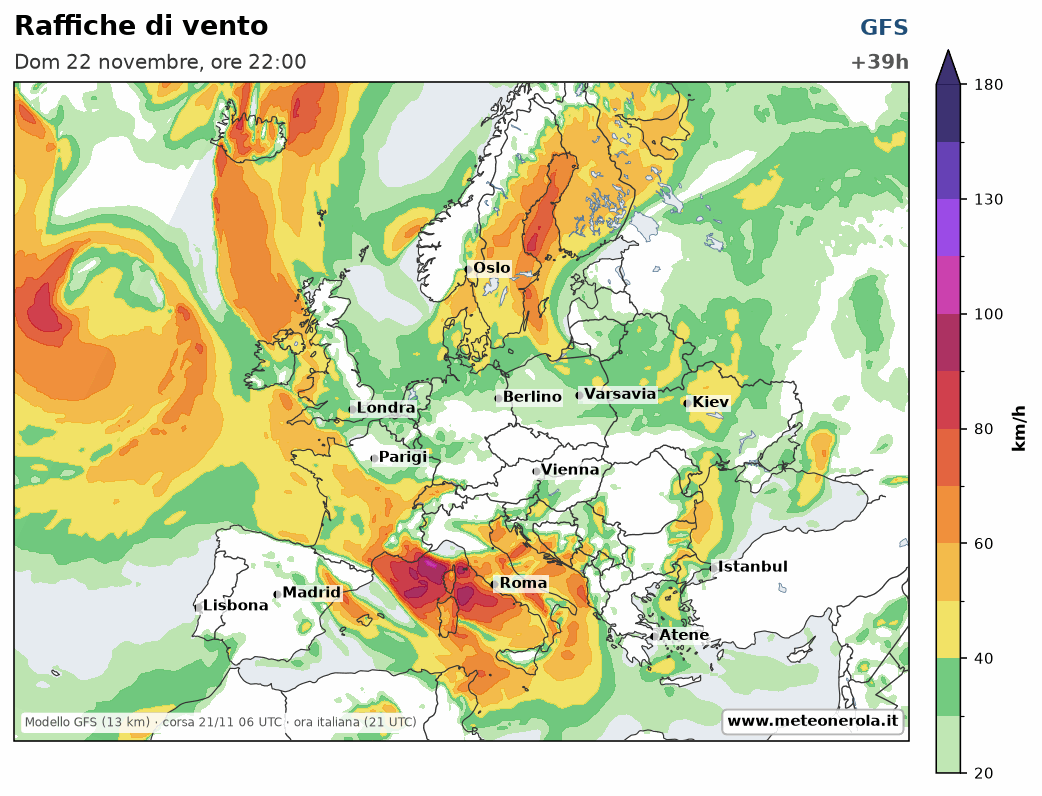 Raffiche di vento
GFS
Dom 22 novembre, ore 22:00
+39h
180
130
100
80
60
40
20
km/h
Oslo
Londra
Berlino
Varsavia
Kiev
Parigi
Vienna
Istanbul
Roma
Madrid
Lisbona
Atene
Modello GFS (13 km) · corsa 21/11 06 UTC · ora italiana (21 UTC)
www.meteonerola.it